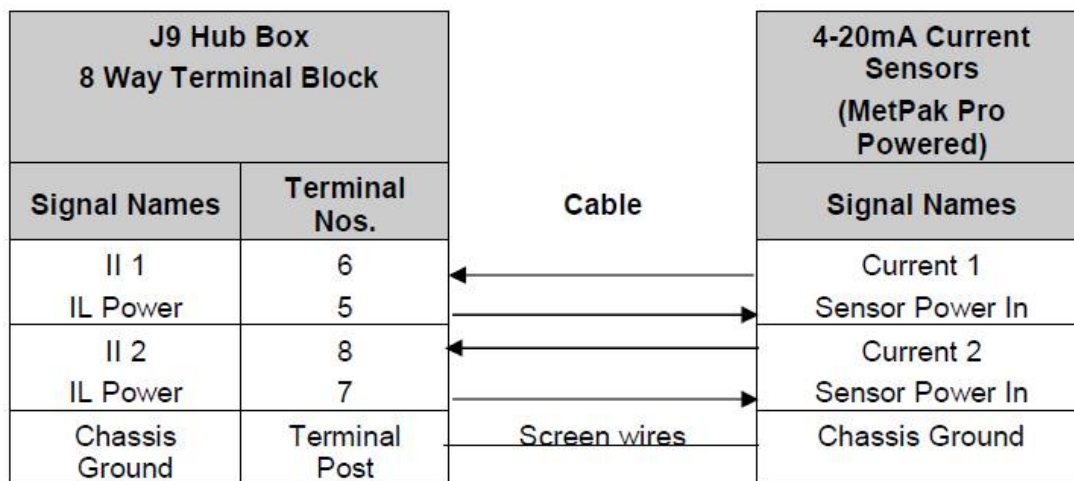 J9 Hub Box
8 Way Terminal Block
4-20mA Current
Sensors
(MetPak Pro
Powered)
Signal Names
Terminal
Nos.
Cable
Signal Names
II 1
6
Current 1
IL Power
5
Sensor Power In
II 2
8
Current 2
IL Power
7
Sensor Power In
Chassis
Ground
Terminal
Post
Screen wires
Chassis Ground